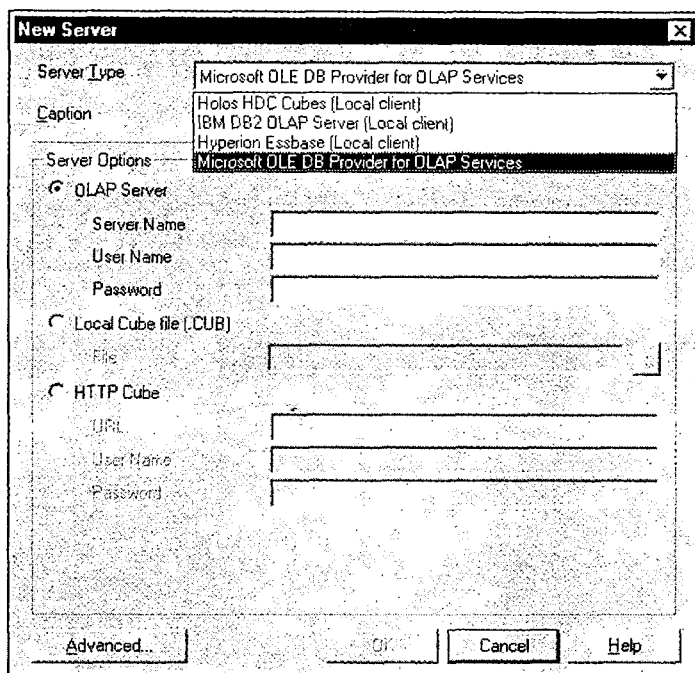 New Server
Server Type Microsoft OLE DB Provider for OLAP Services
Caption
Holos HDC Cubes (Local client)
IBM DB2 OLAP Server (Local client)
Hyperion Essbase (Local client)
Microsoft OLE DB Provider for OLAP Services
Server Options
OLAP Server
Server Name
User Name
Password
Local Cube file (.CUB)
File
...
HTTP Cube
URL
User Name
Password
Advanced... OK Cancel Help